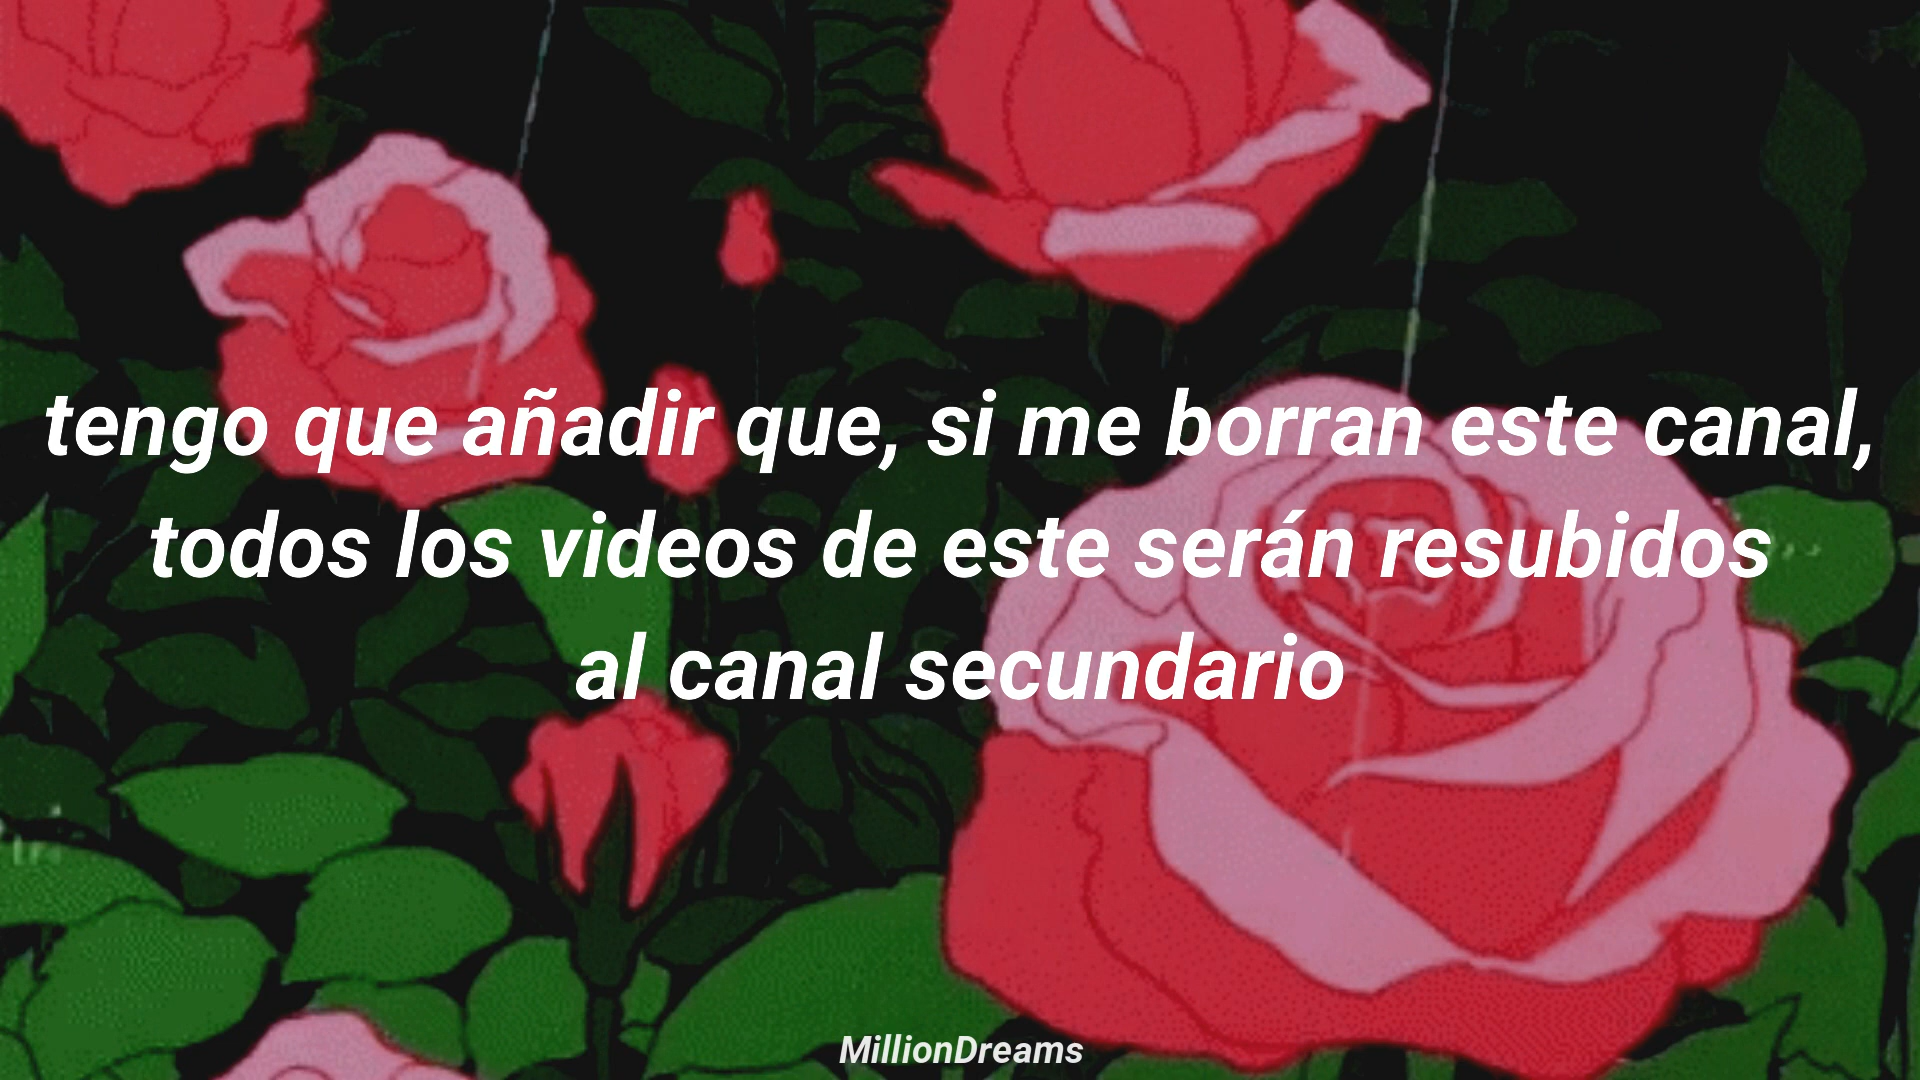 tengo que añadir que, si me borran este canal,
todos los videos de este serán resubidos
al canal secundario
MillionDreams